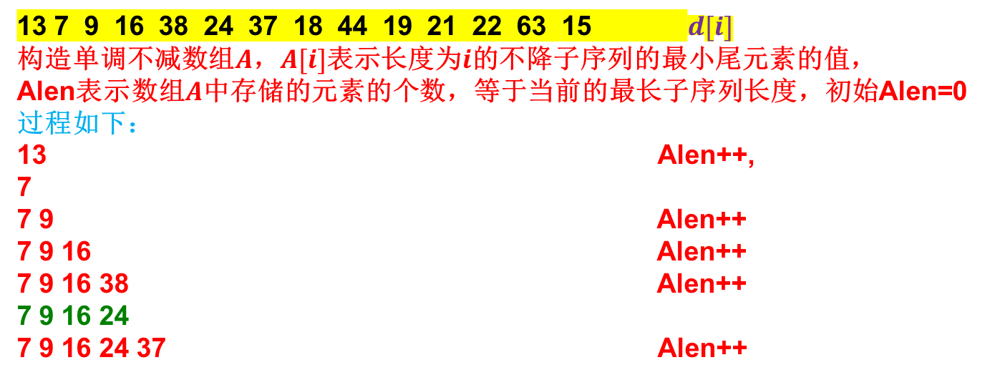 13 7 9 16 38 24 37 18 44 19 21 22 63 15 d[i]
构造单调不减数组A，A[i]表示长度为i的不降子序列的最小尾元素的值，
Alen表示数组A中存储的元素的个数，等于当前的最长子序列长度，初始Alen=0
过程如下：
13 Alen++,
7
7 9 Alen++
7 9 16 Alen++
7 9 16 38 Alen++
7 9 16 24
7 9 16 24 37 Alen++